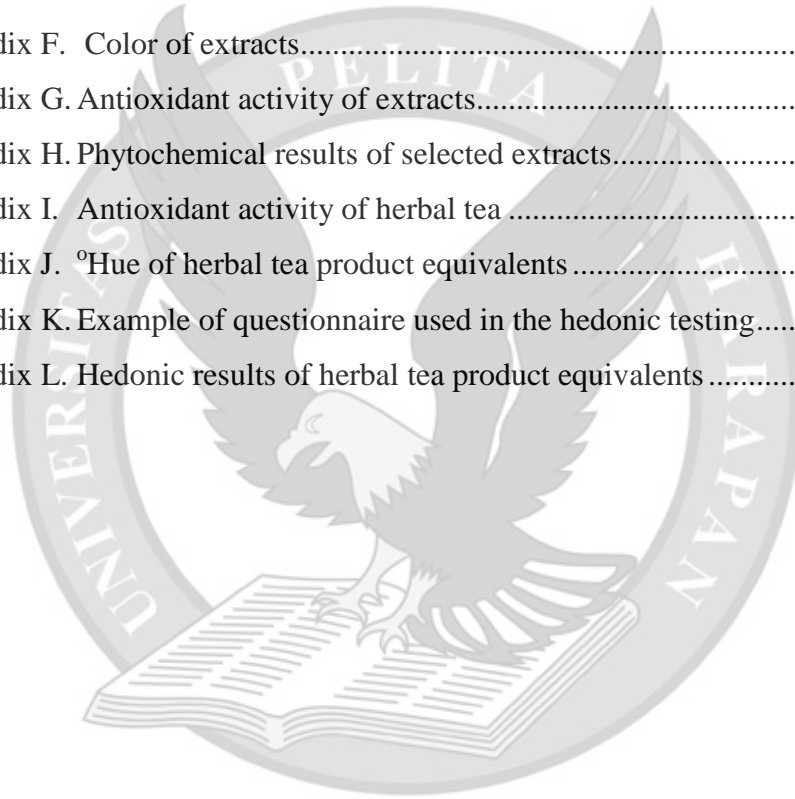 dix F. Color of extracts.......................................................................
dix G. Antioxidant activity of extracts..............................................
dix H. Phytochemical results of selected extracts...........................
dix I. Antioxidant activity of herbal tea .........................................
dix J. °Hue of herbal tea product equivalents ................................
dix K. Example of questionnaire used in the hedonic testing.....
dix L. Hedonic results of herbal tea product equivalents ............
UNIVERSITAS PELITA HARAPAN